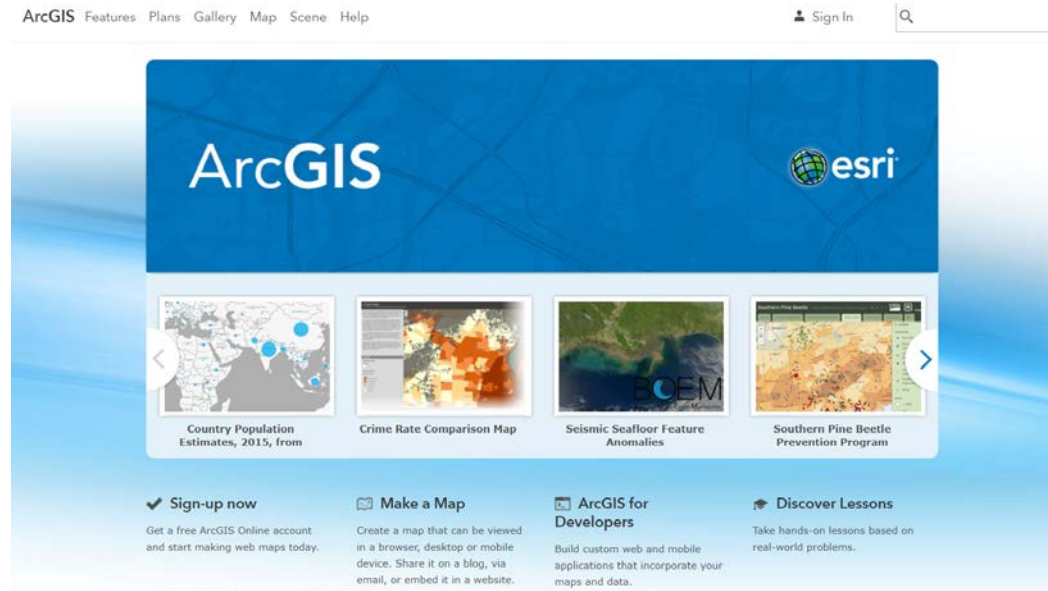 ArcGIS Features Plans Gallery Map Scene Help Sign In
ArcGIS
esri
BOEM
Southern Pine Beetle
Country Population
Estimates, 2015, from
Crime Rate Comparison Map
Seismic Seafloor Feature
Anomalies
Southern Pine Beetle
Prevention Program
Sign-up now
Get a free ArcGIS Online account
and start making web maps today.
Make a Map
Create a map that can be viewed
in a browser, desktop or mobile
device. Share it on a blog, via
email, or embed it in a website.
ArcGIS for
Developers
Build custom web and mobile
applications that incorporate your
maps and data.
Discover Lessons
Take hands-on lessons based on
real-world problems.